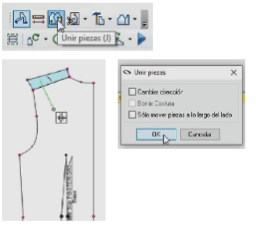 Unir piezas (J)
Unir piezas
Cambiar dirección
Borrar Costura
Sólo mover piezas a lo largo del lado
OK
Cancelar